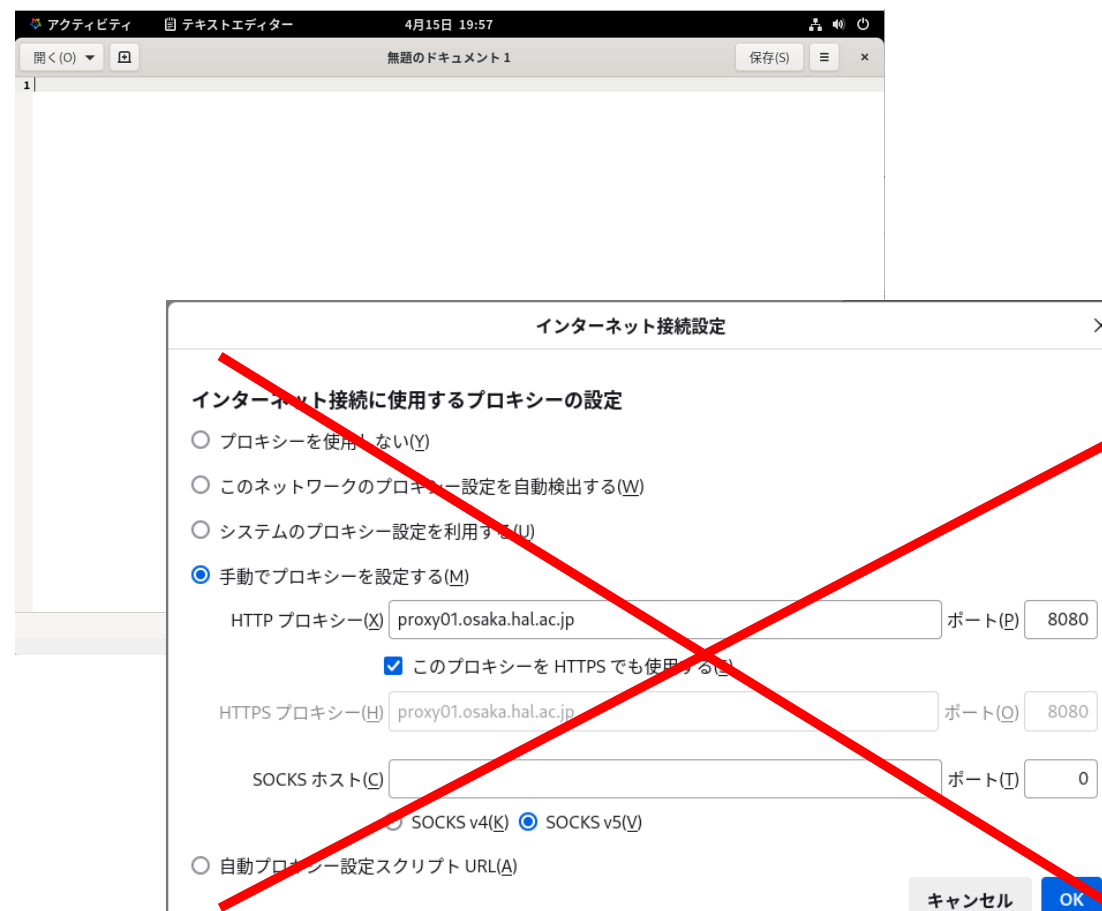 アクティビティ テキストエディター 4月15日 19:57
開く(O) 無題のドキュメント 1 保存(S)
1
インターネット接続設定
インターネット接続に使用するプロキシーの設定
プロキシーを使用しない(Y)
このネットワークのプロキシー設定を自動検出する(W)
システムのプロキシー設定を利用する(U)
手動でプロキシーを設定する(M)
HTTP プロキシー(X) proxy01.osaka.hal.ac.jp ポート(P) 8080
このプロキシーを HTTPS でも使用する(S)
HTTPS プロキシー(H) proxy01.osaka.hal.ac.jp ポート(O) 8080
SOCKS ホスト(C) ポート(T) 0
SOCKS v4(K) SOCKS v5(V)
自動プロキシー設定スクリプト URL(A)
キャンセル OK